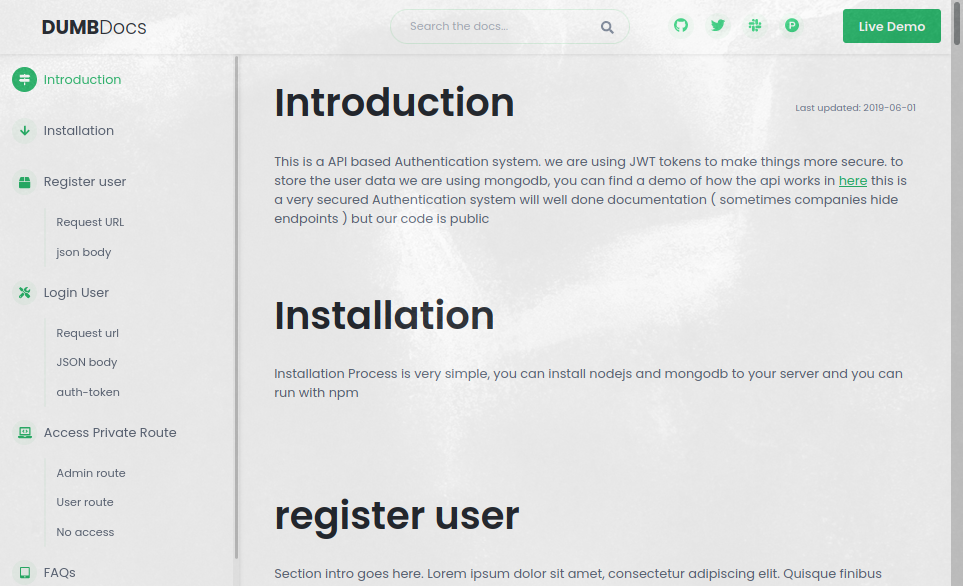 DUMBDocs
Search the docs...
Live Demo
Introduction
Installation
Register user
Request URL
json body
Login User
Request url
JSON body
auth-token
Access Private Route
Admin route
User route
No access
FAQs
Introduction
Last updated: 2019-06-01
This is a API based Authentication system. we are using JWT tokens to make things more secure. to
store the user data we are using mongodb, you can find a demo of how the api works in here this is
a very secured Authentication system will well done documentation ( sometimes companies hide
endpoints ) but our code is public
Installation
Installation Process is very simple, you can install nodejs and mongodb to your server and you can
run with npm
register user
Section intro goes here. Lorem ipsum dolor sit amet, consectetur adipiscing elit. Quisque finibus